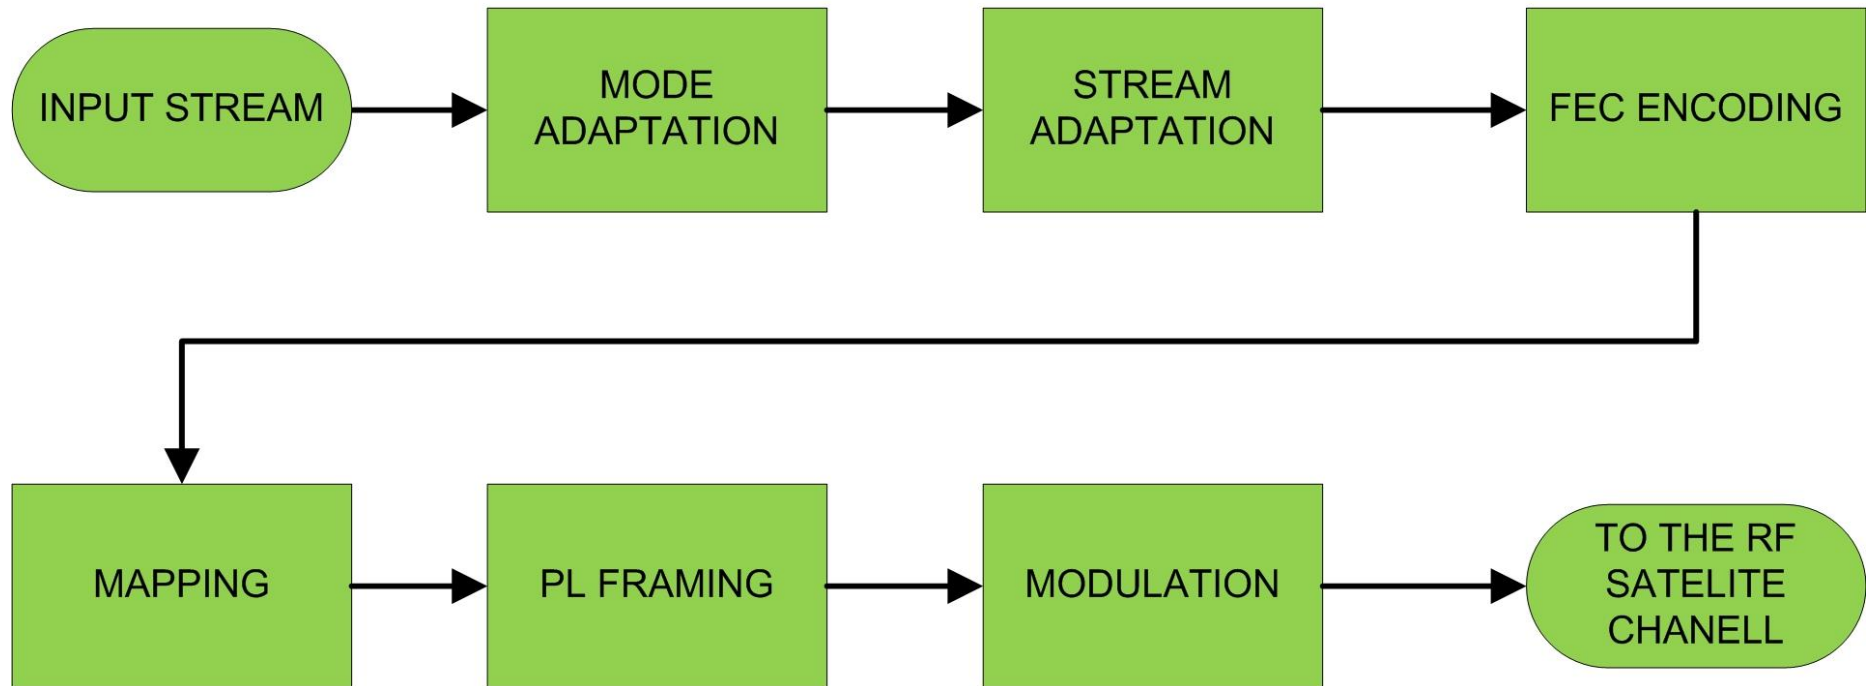 INPUT STREAM
MODE
ADAPTATION
STREAM
ADAPTATION
FEC ENCODING
MAPPING
PL FRAMING
MODULATION
TO THE RF
SATELITE
CHANELL